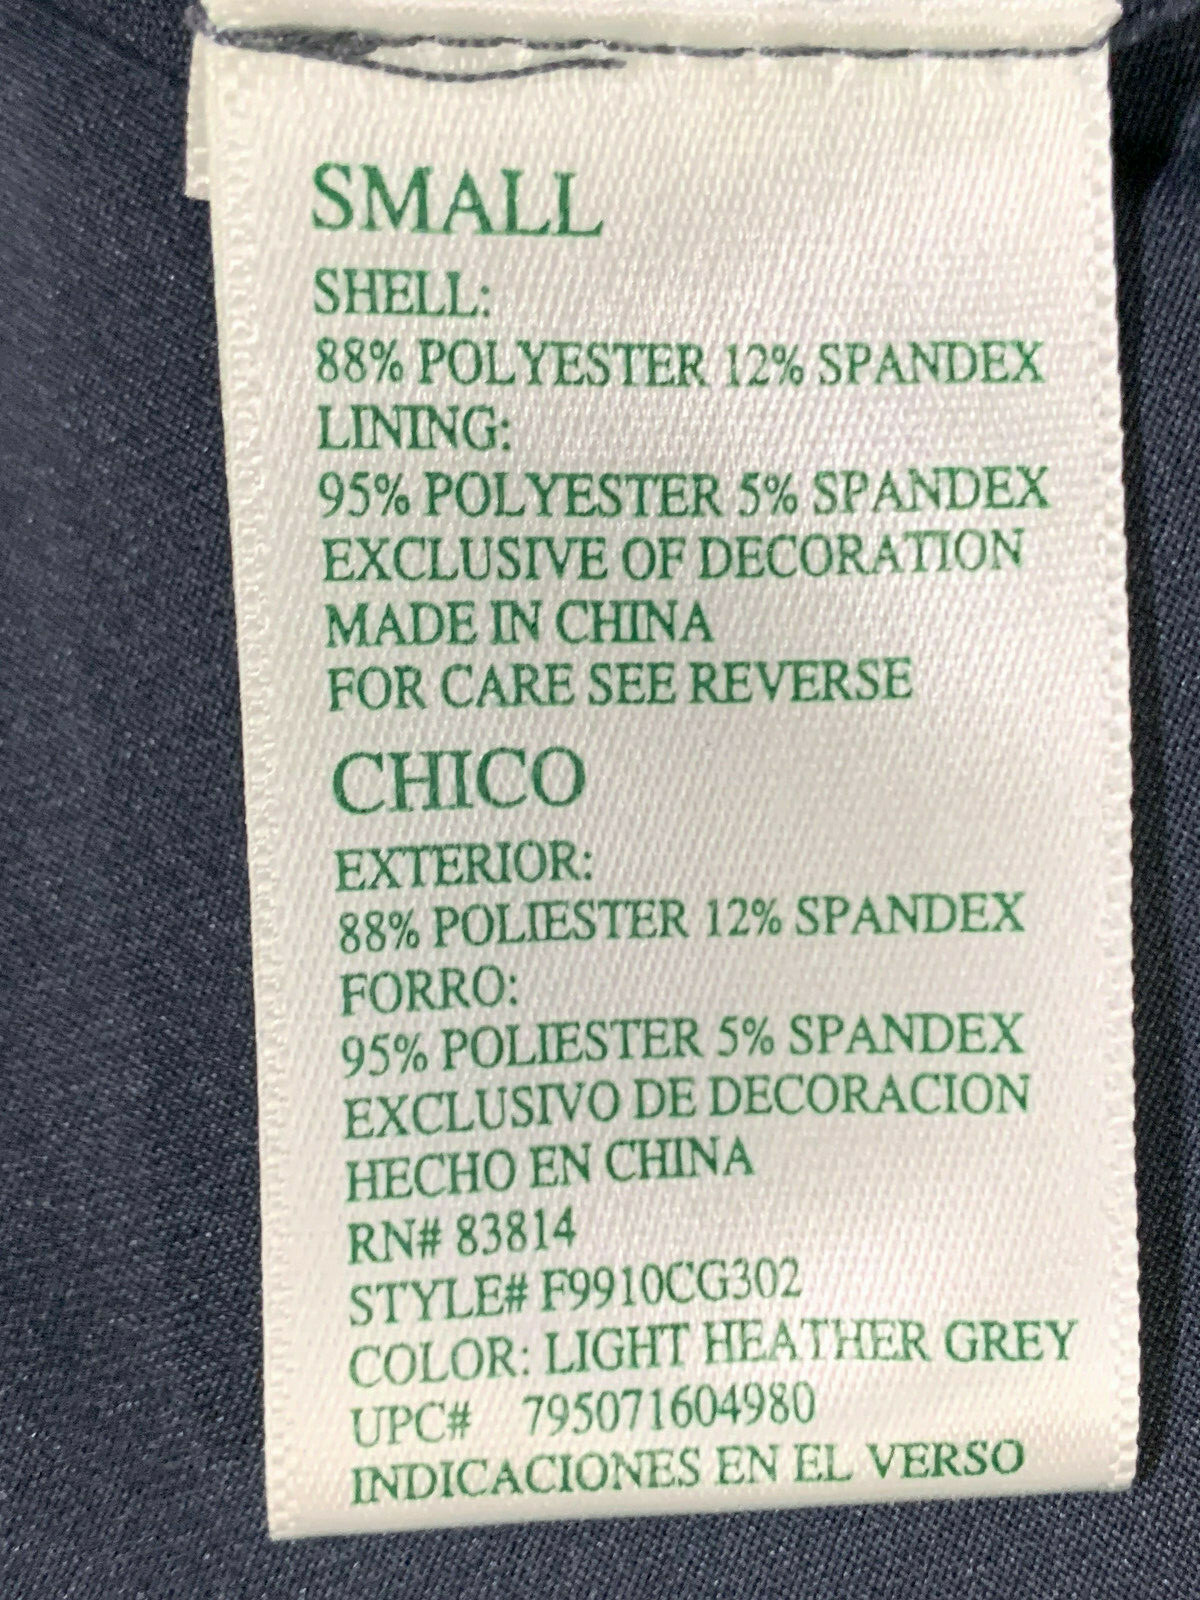 SMALL
SHELL:
88% POLYESTER 12% SPANDEX
LINING:
95% POLYESTER 5% SPANDEX
EXCLUSIVE OF DECORATION
MADE IN CHINA
FOR CARE SEE REVERSE
CHICO
EXTERIOR:
88% POLIESTER 12% SPANDEX
FORRO:
95% POLIESTER 5% SPANDEX
EXCLUSIVO DE DECORACION
HECHO EN CHINA
RN# 83814
STYLE# F9910CG302
COLOR: LIGHT HEATHER GREY
UPC# 795071604980
INDICACIONES EN EL VERSO